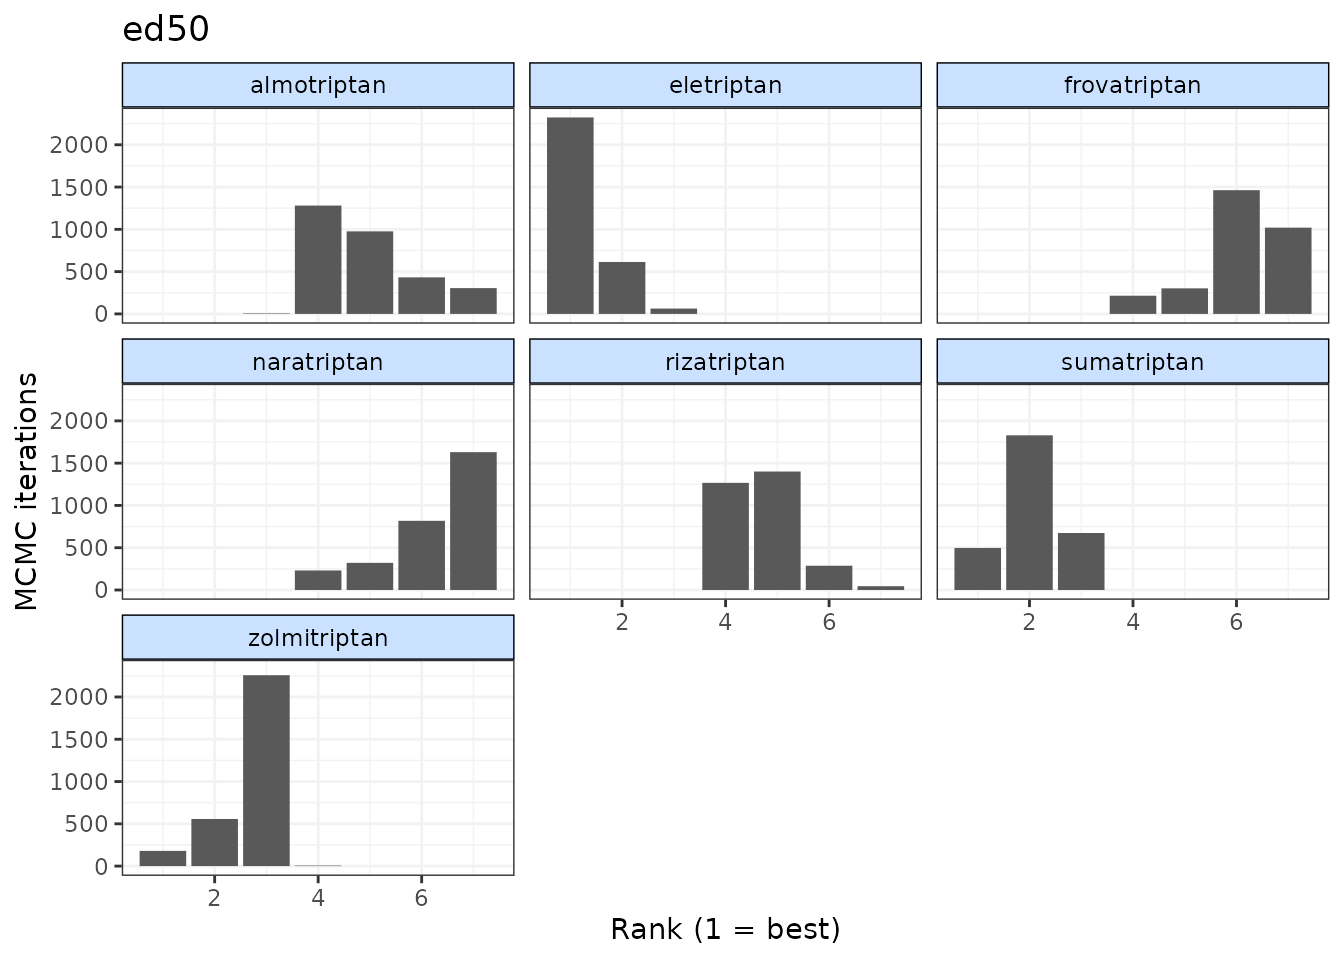 ed50
almotriptan eletriptan frovatriptan
2000
1500
1000
500
0
naratriptan rizatriptan sumatriptan
2000
1500
1000
500
0
2 4 6 2 4 6
zolmitriptan
2000
1500
1000
500
0
2 4 6
MCMC iterations
Rank (1 = best)